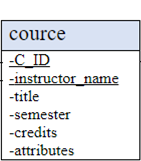 cource
-C_ID
-instructor_name
-title
-semester
-credits
-attributes